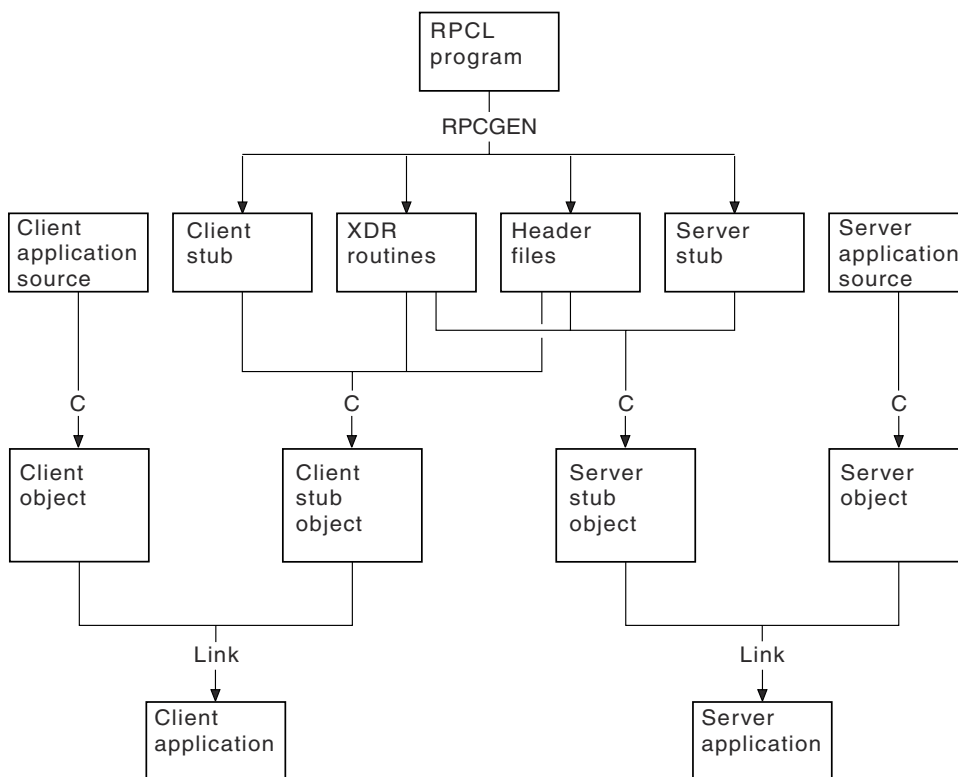 RPCL
program
RPCGEN
Client
application
source
Client
stub
XDR
routines
Header
files
Server
stub
Server
application
source
C
C
C
C
Client
object
Client
stub
object
Server
stub
object
Server
object
Link
Link
Client
application
Server
application